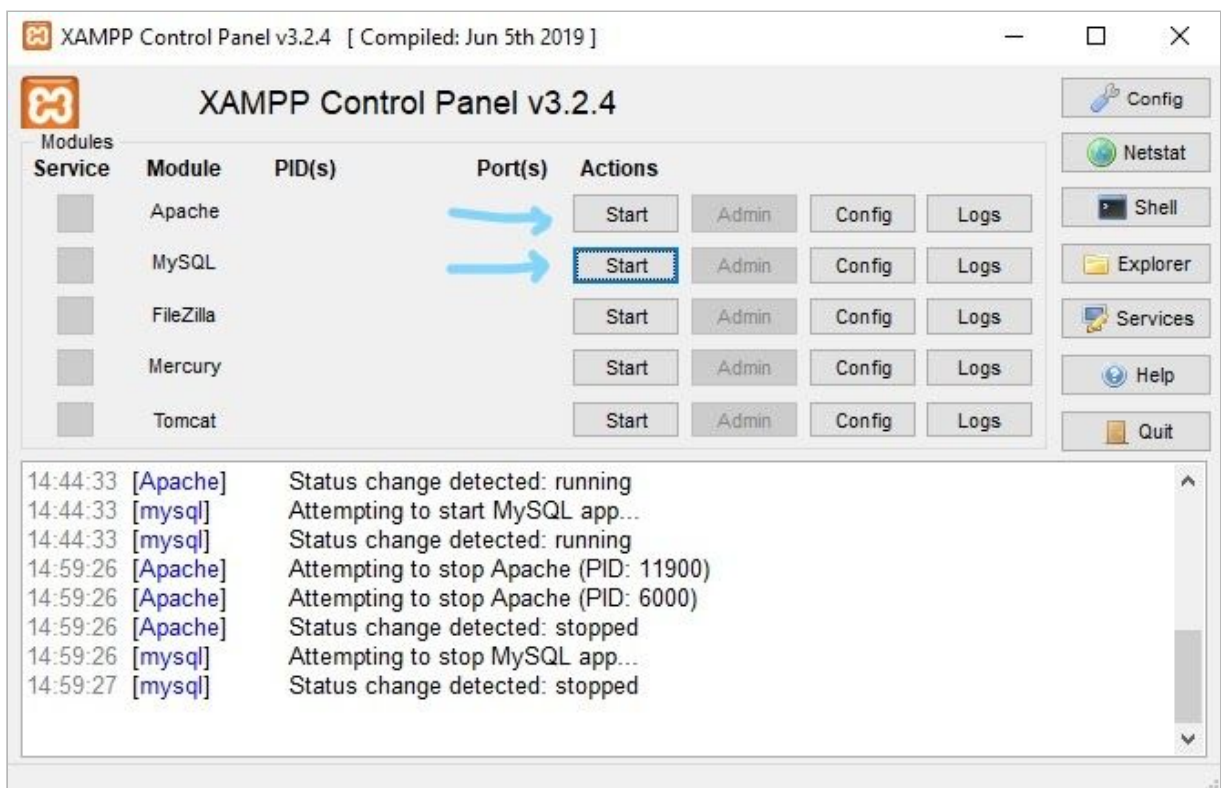 XAMPP Control Panel v3.2.4 [ Compiled: Jun 5th 2019 ]
XAMPP Control Panel v3.2.4
Config
Modules
Netstat
Service Module PID(s) Port(s) Actions
Apache Start Admin Config Logs
Shell
MySQL Start Admin Config Logs
Explorer
FileZilla Start Admin Config Logs
Services
Mercury Start Admin Config Logs
Help
Tomcat Start Admin Config Logs
Quit
14:44:33 [Apache] Status change detected: running
14:44:33 [mysql] Attempting to start MySQL app...
14:44:33 [mysql] Status change detected: running
14:59:26 [Apache] Attempting to stop Apache (PID: 11900)
14:59:26 [Apache] Attempting to stop Apache (PID: 6000)
14:59:26 [Apache] Status change detected: stopped
14:59:26 [mysql] Attempting to stop MySQL app...
14:59:27 [mysql] Status change detected: stopped